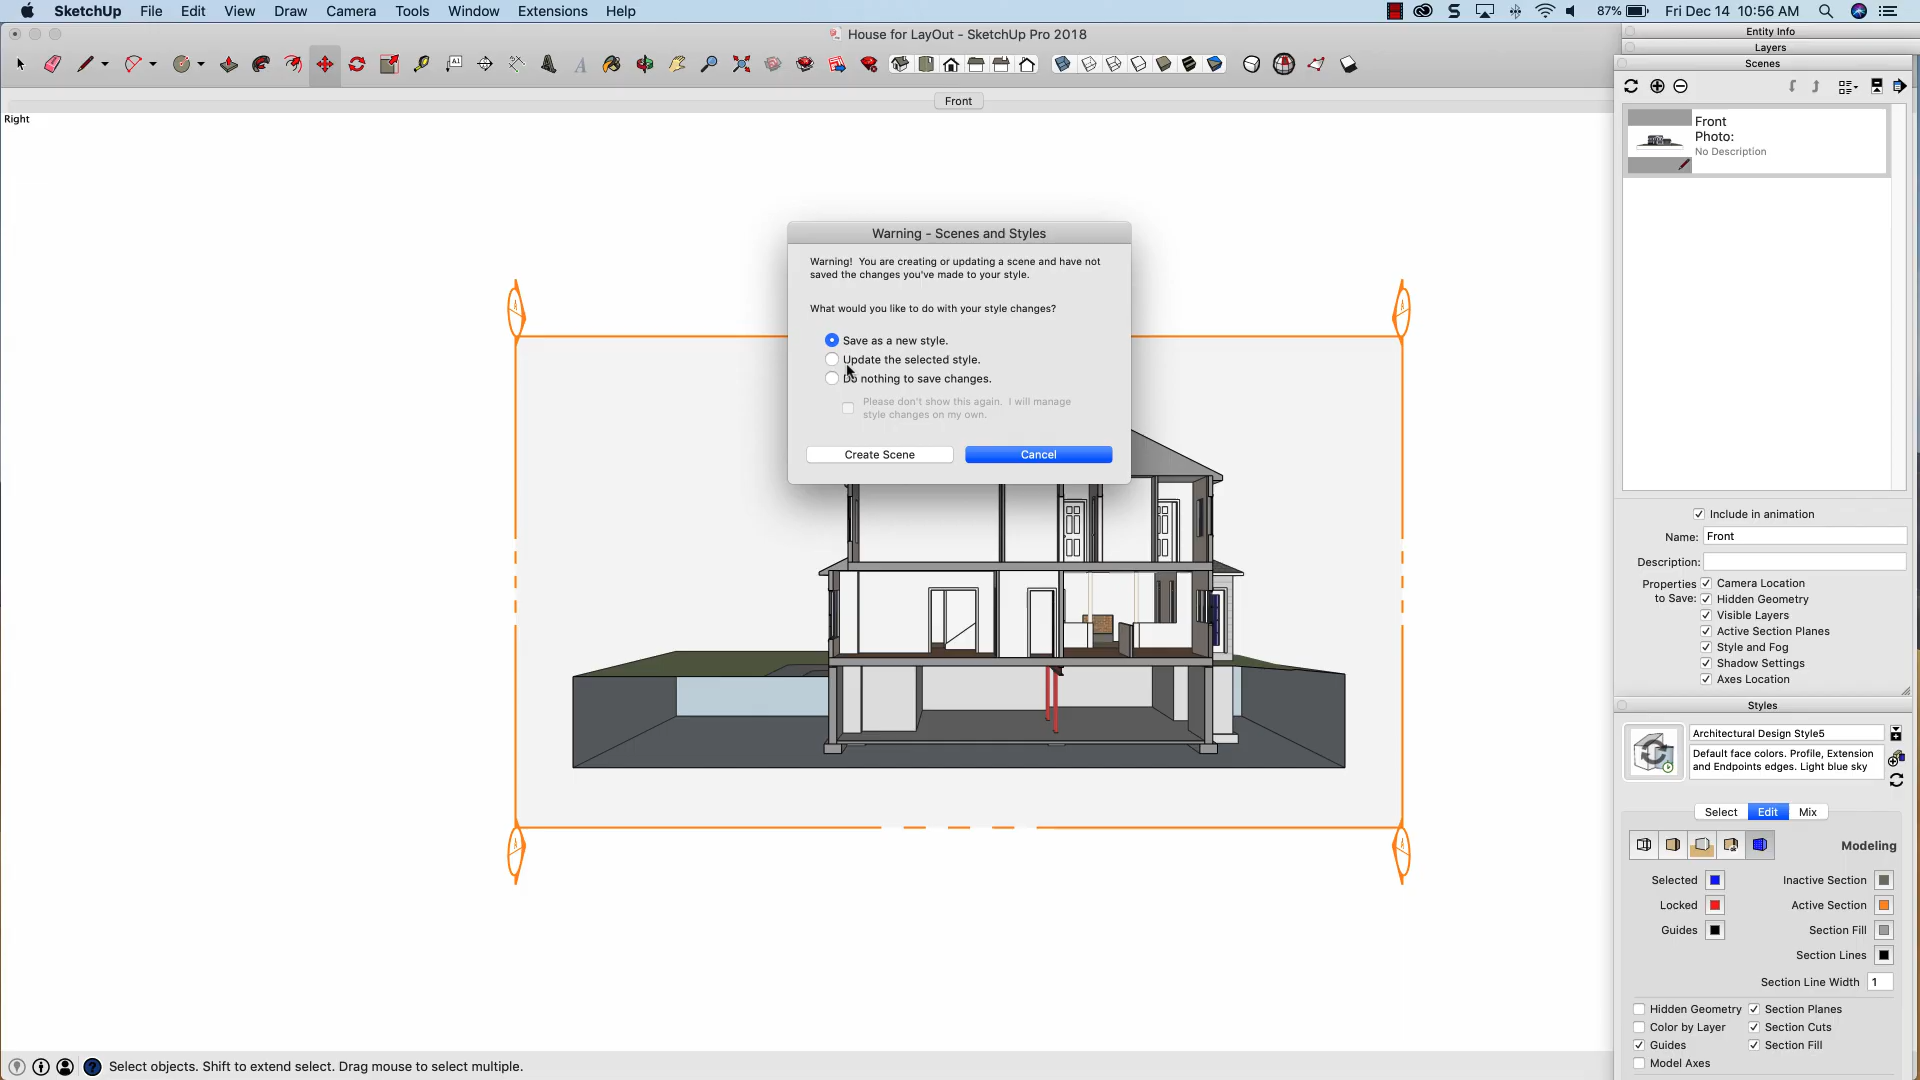 SketchUp File Edit View Draw Camera Tools Window Extensions Help
87% Fri Dec 14 10:56 AM
House for LayOut - SketchUp Pro 2018
Front
Right
Warning - Scenes and Styles
Warning! You are creating or updating a scene and have not
saved the changes you've made to your style.
What would you like to do with your style changes?
Save as a new style.
Update the selected style.
Do nothing to save changes.
Please don't show this again. I will manage
style changes on my own.
Create Scene Cancel
Entity Info
Layers
Scenes
Front
Photo:
No Description
Include in animation
Name: Front
Description:
Properties
to Save:
Camera Location
Hidden Geometry
Visible Layers
Active Section Planes
Style and Fog
Shadow Settings
Axes Location
Styles
Architectural Design Style5
Default face colors. Profile, Extension
and Endpoints edges. Light blue sky
Select Edit Mix
Modeling
Selected Inactive Section
Locked Active Section
Guides Section Fill
Section Lines
Section Line Width 1
Hidden Geometry Section Planes
Color by Layer Section Cuts
Guides Section Fill
Model Axes
Select objects. Shift to extend select. Drag mouse to select multiple.